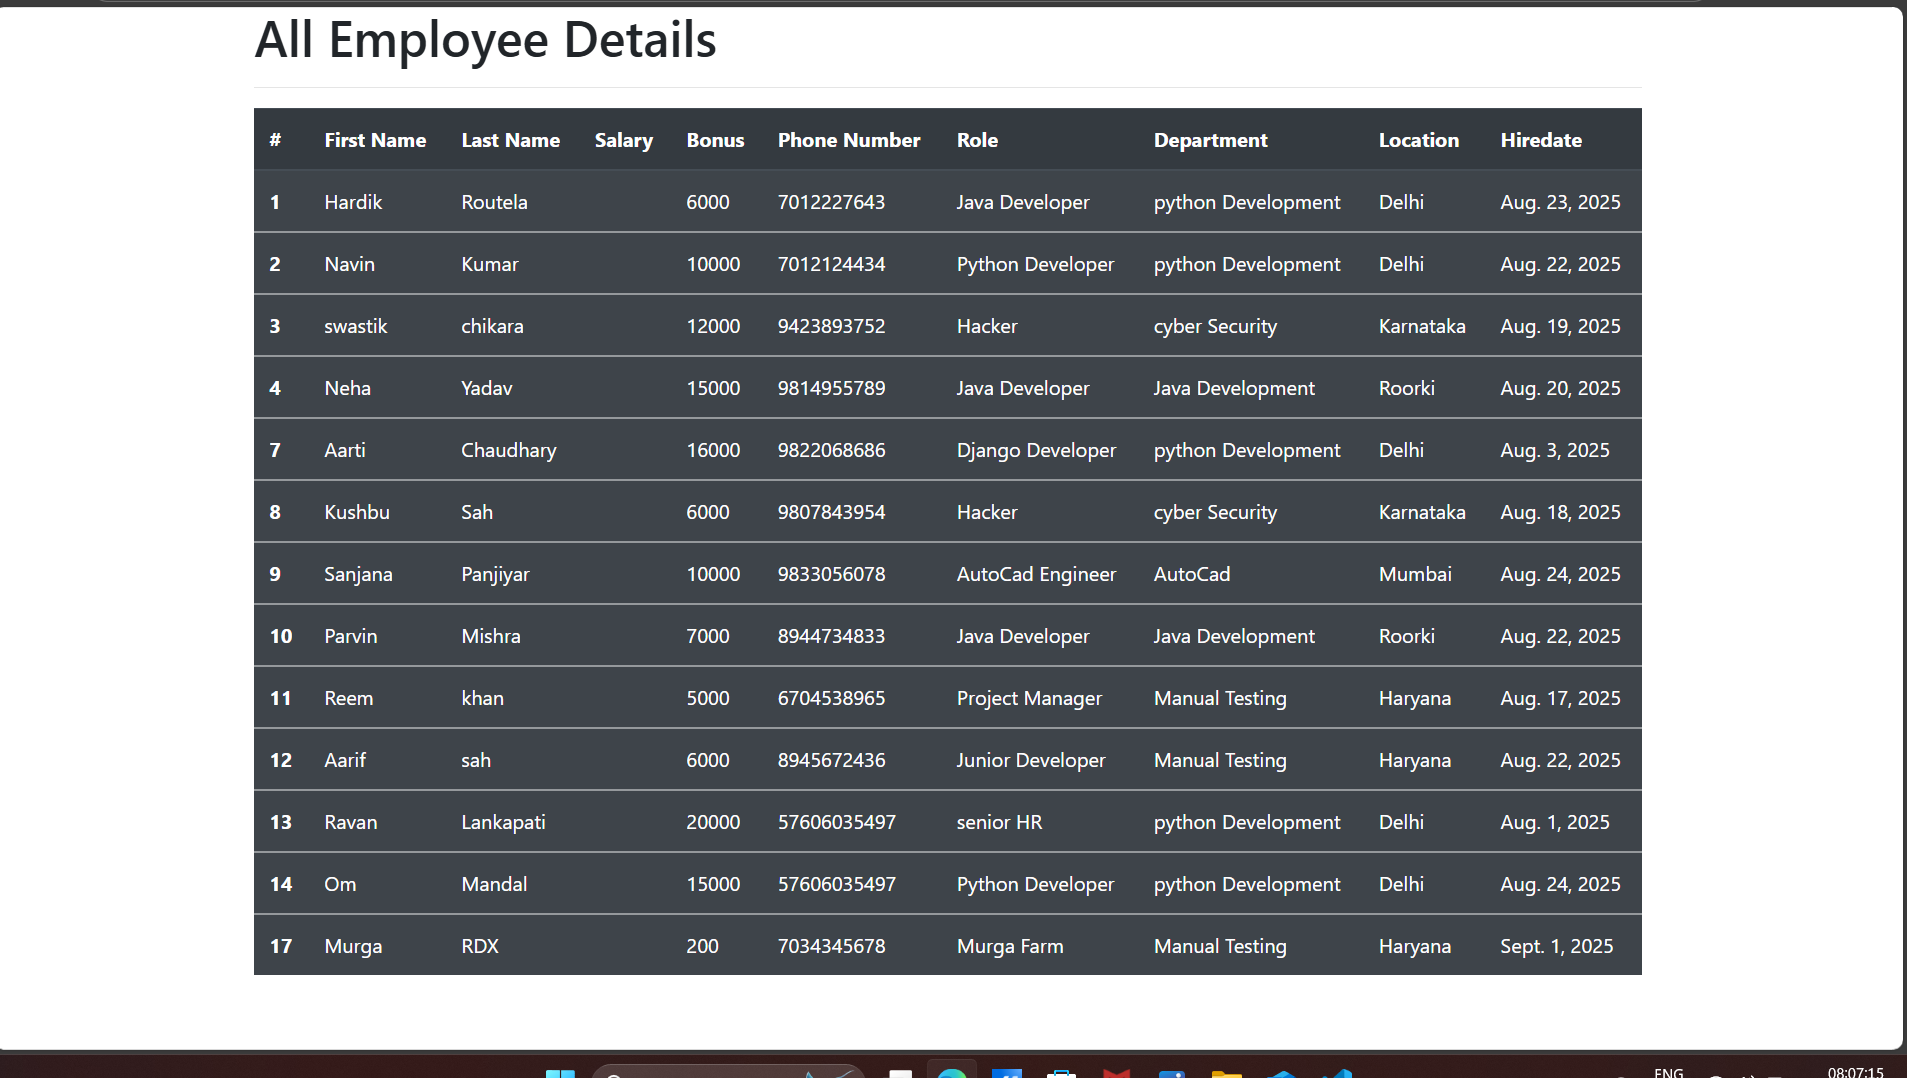 All Employee Details
# First Name Last Name Salary Bonus Phone Number Role Department Location Hiredate
1 Hardik Routela 6000 7012227643 Java Developer python Development Delhi Aug. 23, 2025
2 Navin Kumar 10000 7012124434 Python Developer python Development Delhi Aug. 22, 2025
3 swastik chikara 12000 9423893752 Hacker cyber Security Karnataka Aug. 19, 2025
4 Neha Yadav 15000 9814955789 Java Developer Java Development Roorki Aug. 20, 2025
7 Aarti Chaudhary 16000 9822068686 Django Developer python Development Delhi Aug. 3, 2025
8 Kushbu Sah 6000 9807843954 Hacker cyber Security Karnataka Aug. 18, 2025
9 Sanjana Panjiyar 10000 9833056078 AutoCad Engineer AutoCad Mumbai Aug. 24, 2025
10 Parvin Mishra 7000 8944734833 Java Developer Java Development Roorki Aug. 22, 2025
11 Reem khan 5000 6704538965 Project Manager Manual Testing Haryana Aug. 17, 2025
12 Aarif sah 6000 8945672436 Junior Developer Manual Testing Haryana Aug. 22, 2025
13 Ravan Lankapati 20000 57606035497 senior HR python Development Delhi Aug. 1, 2025
14 Om Mandal 15000 57606035497 Python Developer python Development Delhi Aug. 24, 2025
17 Murga RDX 200 7034345678 Murga Farm Manual Testing Haryana Sept. 1, 2025
ENG 08:07:15